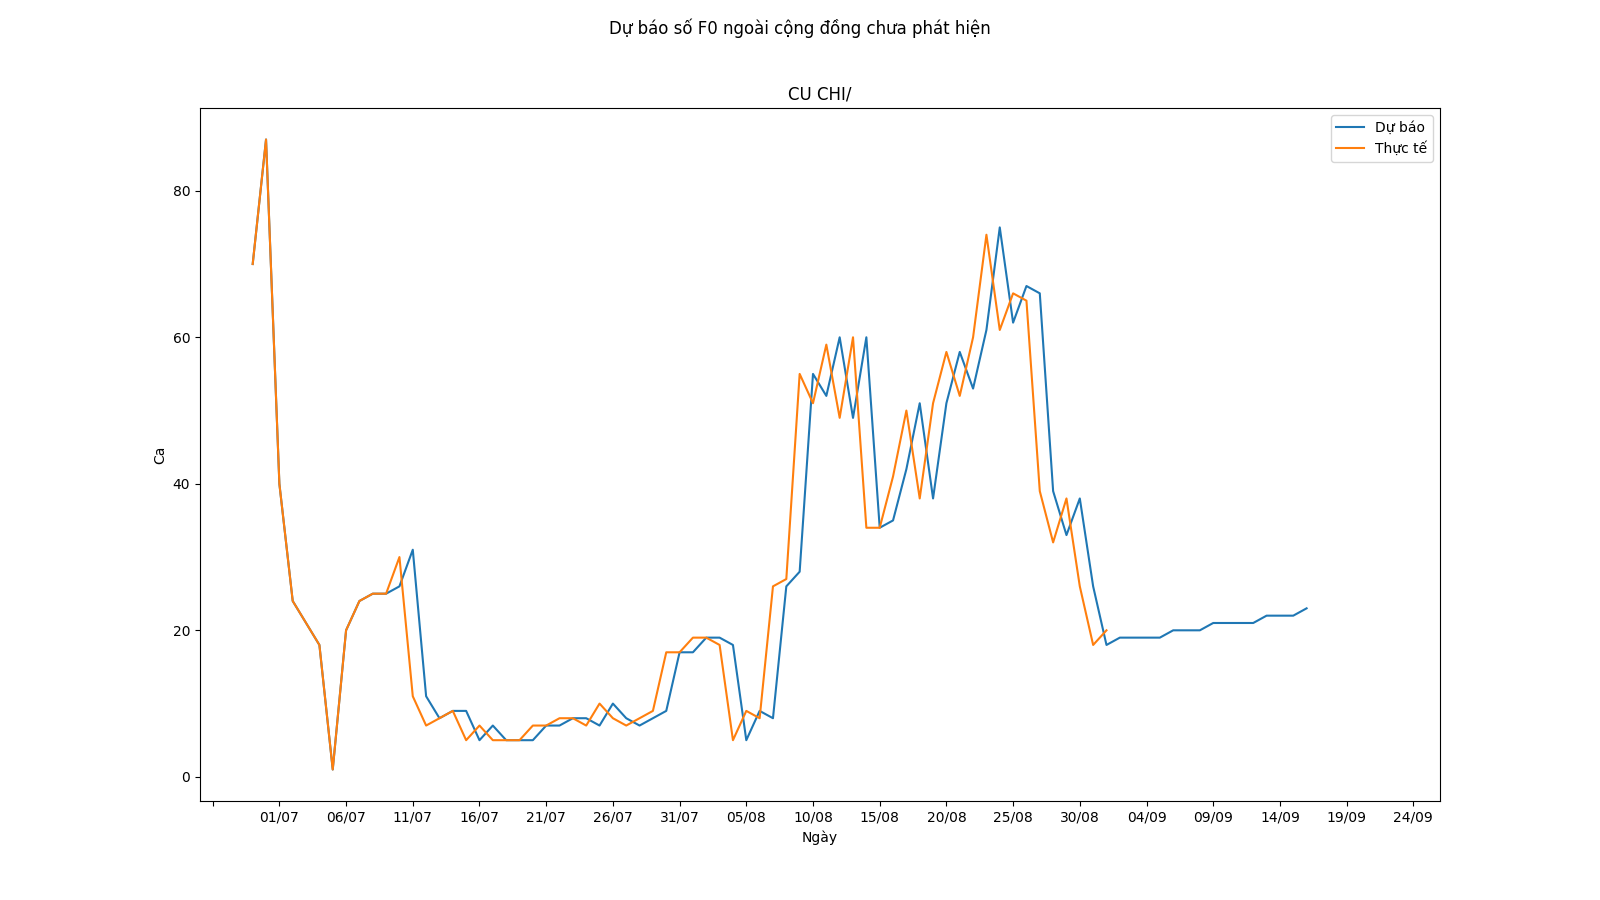 Dự báo số F0 ngoài cộng đồng chưa phát hiện
CU CHI/
Dự báo
Thực tế
80
60
40
20
0
Ca
01/07 06/07 11/07 16/07 21/07 26/07 31/07 05/08 10/08 15/08 20/08 25/08 30/08 04/09 09/09 14/09 19/09 24/09
Ngày